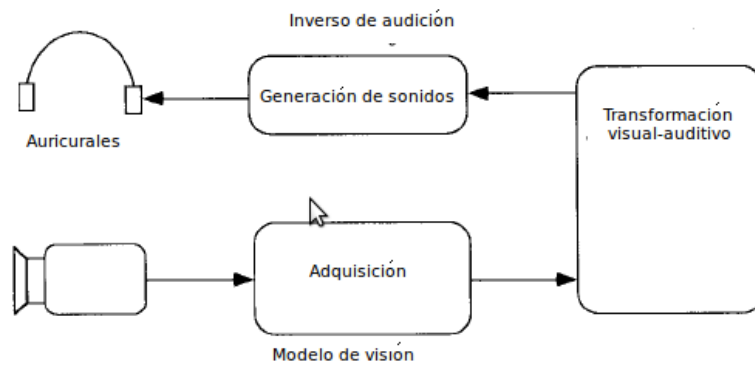 Inverso de audición
Generación de sonidos
Transformación
visual-auditivo
Auricurales
Adquisición
Modelo de visión